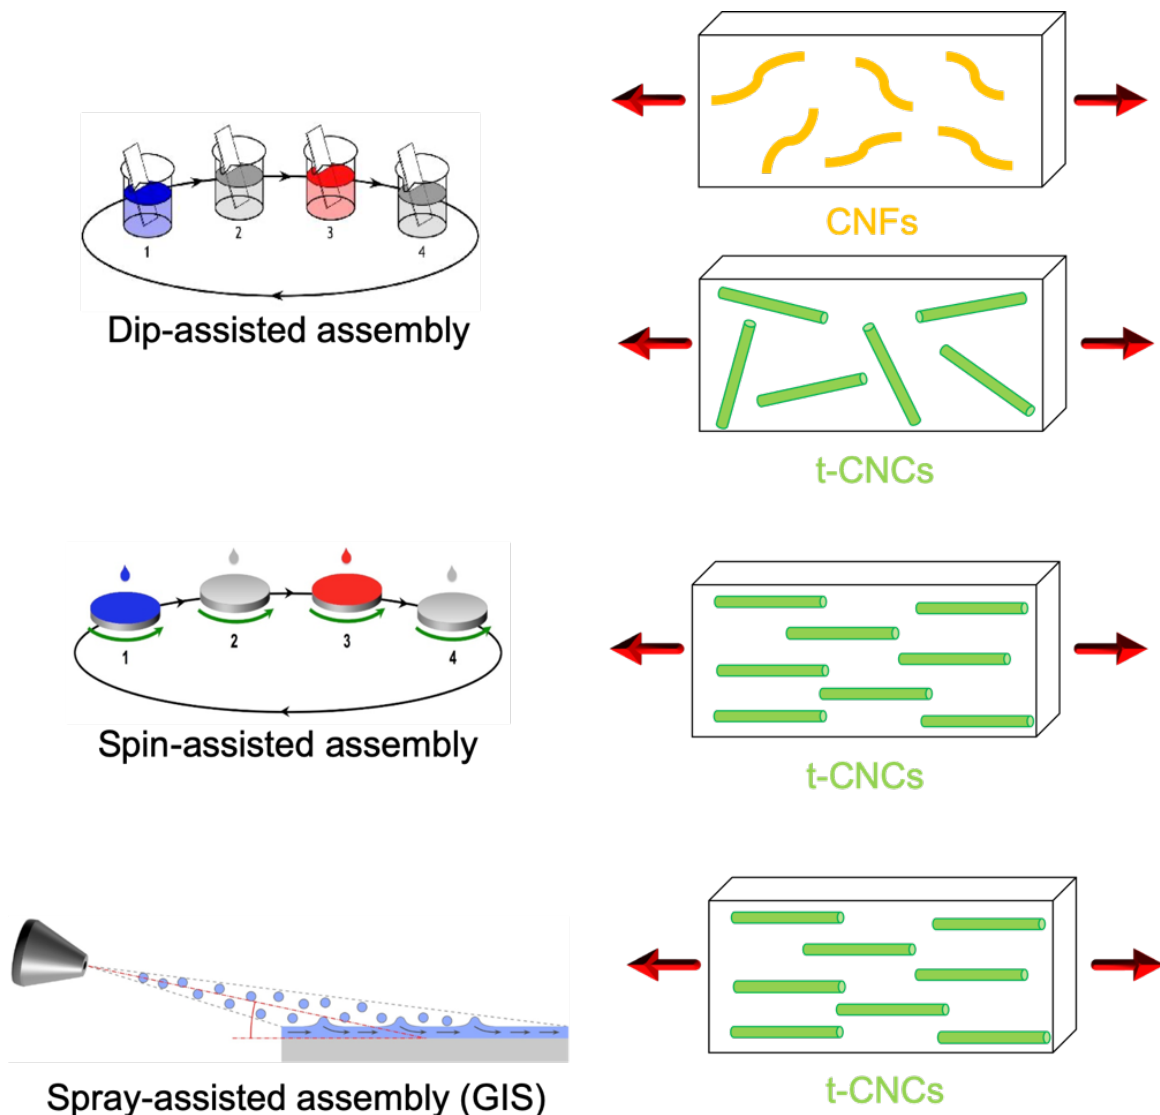 CNFs
1
2
3
4
Dip-assisted assembly
t-CNCs
1
2
3
4
Spin-assisted assembly
t-CNCs
Spray-assisted assembly (GIS)
t-CNCs